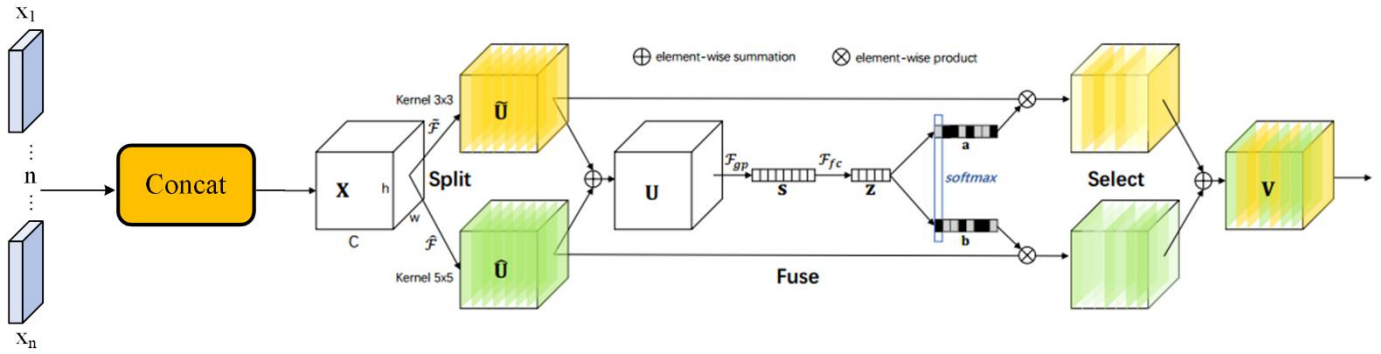 x₁
⋮
n
⋮
xₙ
Concat
X
h
w
C
Split
Kernel 3x3
ℱ̃
Ũ
Kernel 5x5
ℱ̂
Û
⊕ element-wise summation
⊗ element-wise product
U
ℱgp
s
ℱfc
z
a
softmax
b
Fuse
Select
V